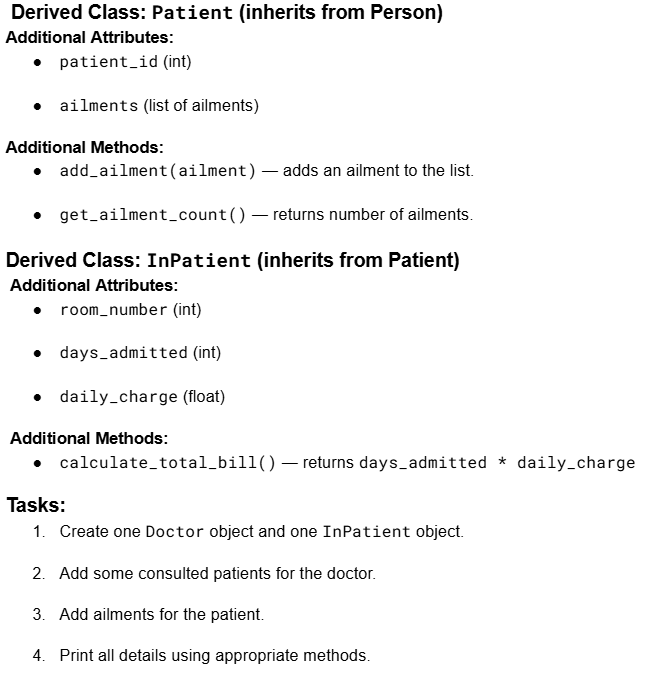 Derived Class: Patient (inherits from Person)
Additional Attributes:
● patient_id (int)
● ailments (list of ailments)
Additional Methods:
● add_ailment(ailment) — adds an ailment to the list.
● get_ailment_count() — returns number of ailments.
Derived Class: InPatient (inherits from Patient)
Additional Attributes:
● room_number (int)
● days_admitted (int)
● daily_charge (float)
Additional Methods:
● calculate_total_bill() — returns days_admitted * daily_charge
Tasks:
1. Create one Doctor object and one InPatient object.
2. Add some consulted patients for the doctor.
3. Add ailments for the patient.
4. Print all details using appropriate methods.